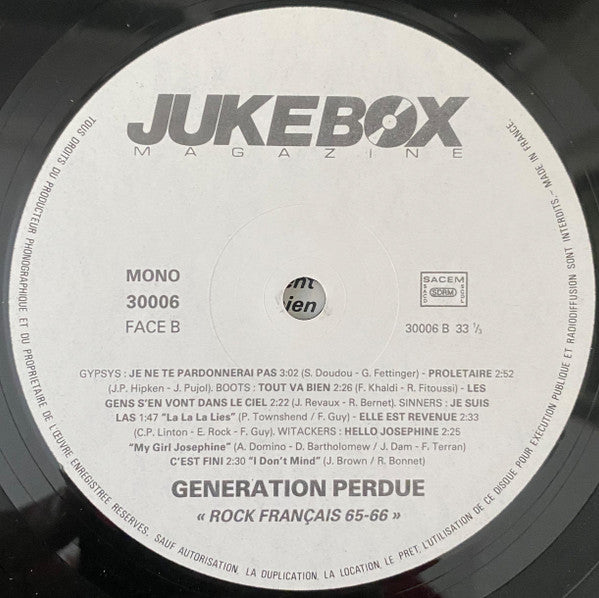 JUKEBOX
MAGAZINE
MONO
30006
FACE B
ent
ien
SACEM
SACD
SDRM
SGDL
30006 B 33 ⅓
GYPSYS : JE NE TE PARDONNERAI PAS 3:02 (S. Doudou - G. Fettinger) - PROLETAIRE 2:52
(J.P. Hipken - J. Pujol). BOOTS : TOUT VA BIEN 2:26 (F. Khaldi - R. Fitoussi) - LES
GENS S'EN VONT DANS LE CIEL 2:22 (J. Revaux - R. Bernet). SINNERS : JE SUIS
LAS 1:47 "La La La Lies" (P. Townshend / F. Guy) - ELLE EST REVENUE 2:33
(C.P. Linton - E. Rock - F. Guy). WITACKERS : HELLO JOSEPHINE 2:25
"My Girl Josephine" (A. Domino - D. Bartholomew / J. Dam - F. Terran)
C'EST FINI 2:30 "I Don't Mind" (J. Brown / R. Bonnet)
GENERATION PERDUE
« ROCK FRANÇAIS 65-66 »
TOUS DROITS DU PRODUCTEUR PHONOGRAPHIQUE ET DU PROPRIETAIRE DE L'ŒUVRE ENREGISTREE RESERVES. SAUF AUTORISATION, LA DUPLICATION, LA LOCATION, LE PRET, L'UTILISATION DE CE DISQUE POUR EXECUTION PUBLIQUE ET RADIODIFFUSION SONT INTERDITS. - MADE IN FRANCE.